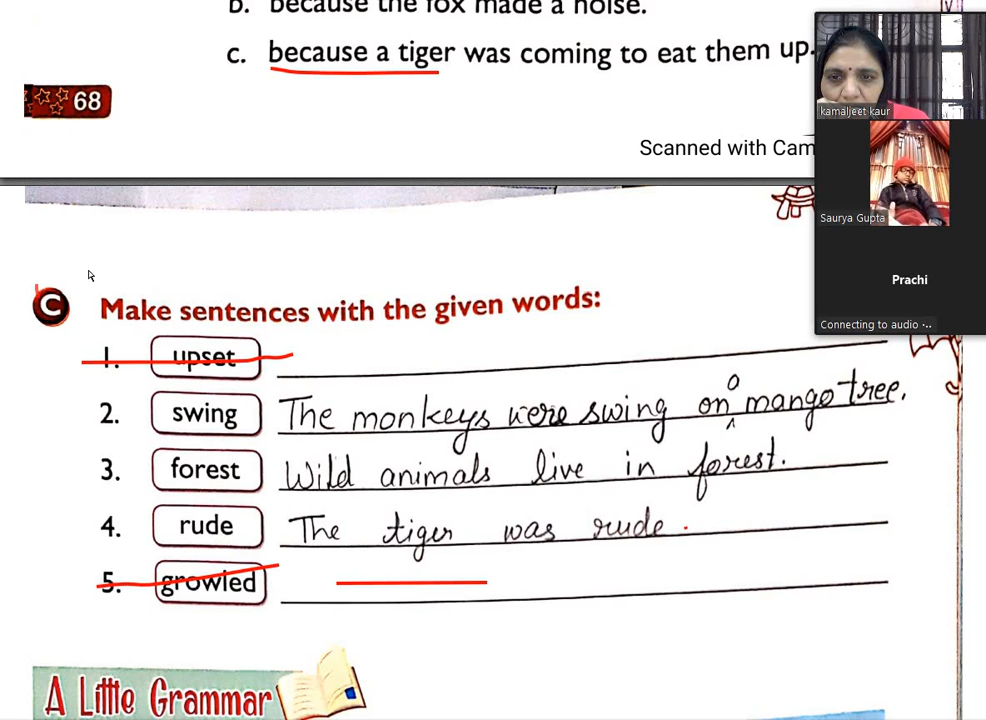 b. because the fox made a noise.
c. because a tiger was coming to eat them up.
68
Scanned with Cam
kamaljeet kaur
Saurya Gupta
Prachi
Connecting to audio ·..
C Make sentences with the given words:
1. upset
2. swing The monkeys were swing on a mango tree.
3. forest Wild animals live in forest.
4. rude The tiger was rude.
5. growled
A Little Grammar